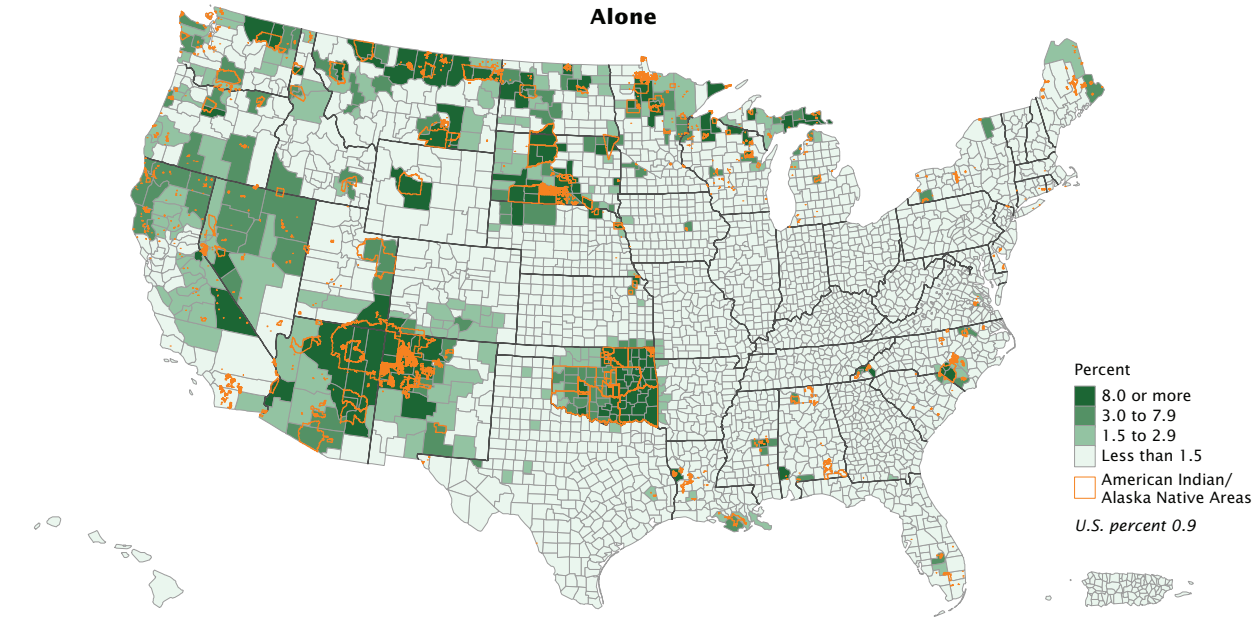 Alone
Percent
8.0 or more
3.0 to 7.9
1.5 to 2.9
Less than 1.5
American Indian/
Alaska Native Areas
U.S. percent 0.9